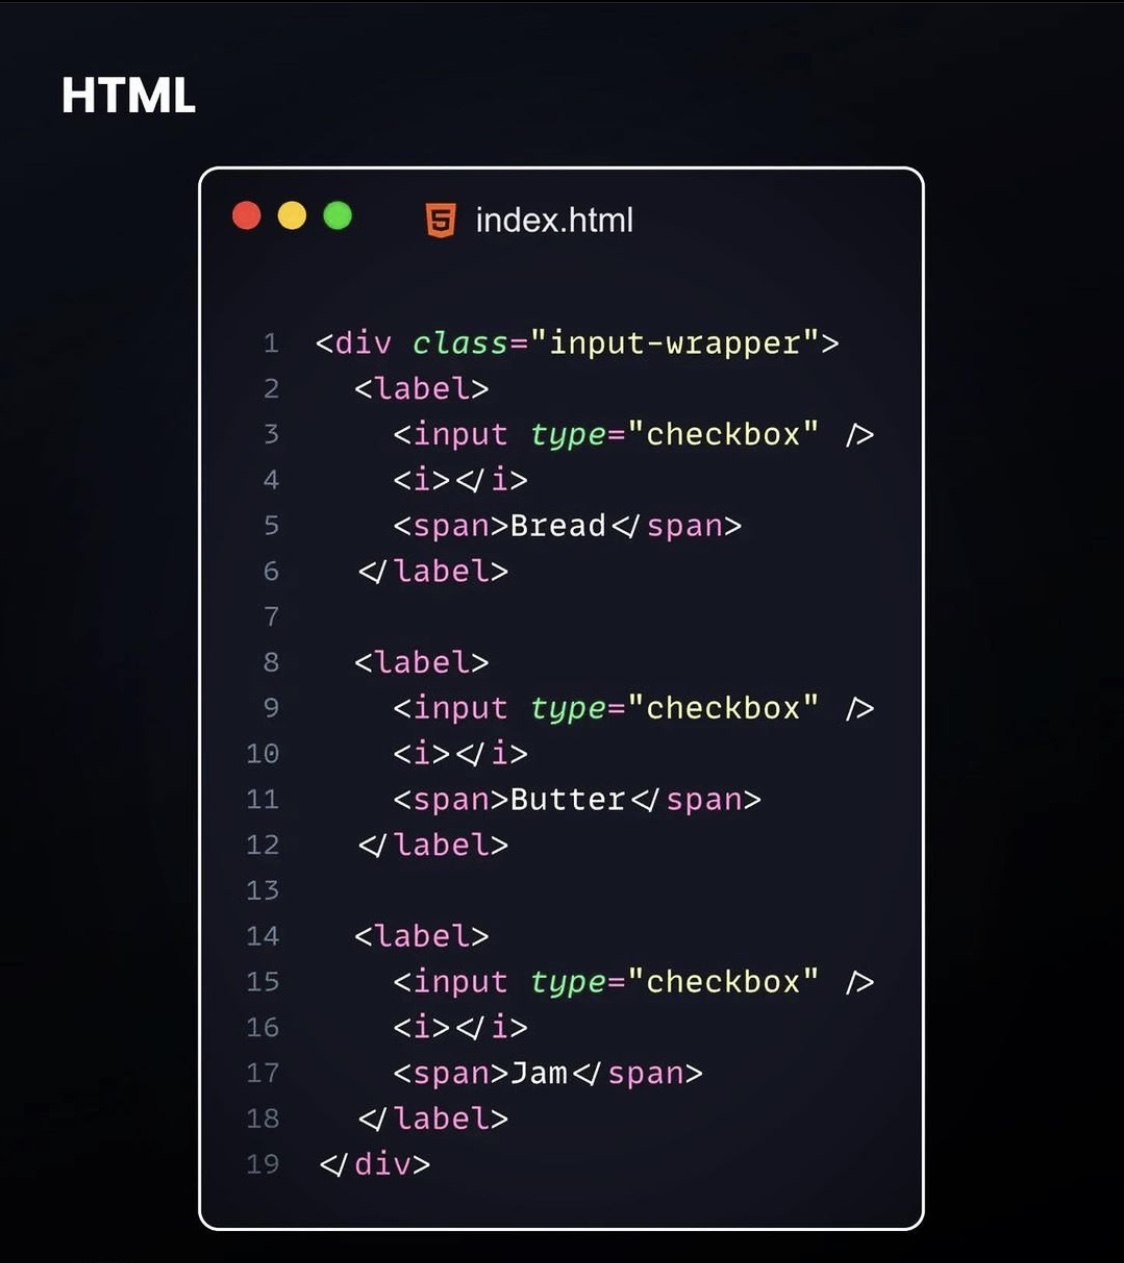 HTML
5 index.html
1 <div class="input-wrapper">
2   <label>
3     <input type="checkbox" />
4     <i></i>
5     <span>Bread</span>
6   </label>
7
8   <label>
9     <input type="checkbox" />
10     <i></i>
11     <span>Butter</span>
12   </label>
13
14   <label>
15     <input type="checkbox" />
16     <i></i>
17     <span>Jam</span>
18   </label>
19 </div>